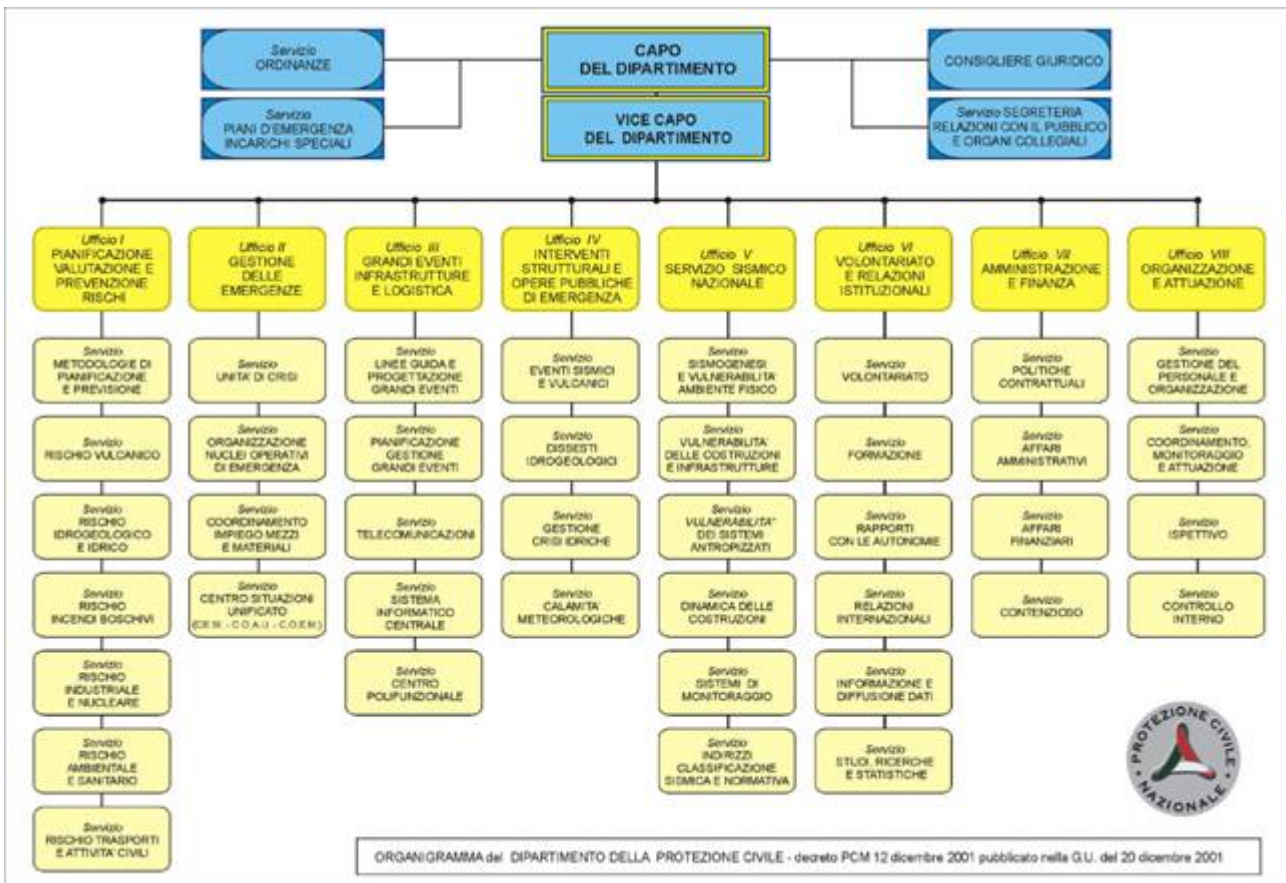 Servizio
ORDINANZE
CAPO
DEL DIPARTIMENTO
CONSIGLIERE GIURIDICO
Servizio
PIANI D'EMERGENZA
INCARICHI SPECIALI
VICE CAPO
DEL DIPARTIMENTO
Servizio SEGRETERIA
RELAZIONI CON IL PUBBLICO
E ORGANI COLLEGIALI
Ufficio I
PIANIFICAZIONE
VALUTAZIONE E
PREVENZIONE
RISCHI
Ufficio II
GESTIONE
DELLE
EMERGENZE
Ufficio III
GRANDI EVENTI
INFRASTRUTTURE
E LOGISTICA
Ufficio IV
INTERVENTI
STRUTTURALI E
OPERE PUBBLICHE
DI EMERGENZA
Ufficio V
SERVIZIO SISMICO
NAZIONALE
Ufficio VI
VOLONTARIATO
E RELAZIONI
ISTITUZIONALI
Ufficio VII
AMMINISTRAZIONE
E FINANZA
Ufficio VIII
ORGANIZZAZIONE
E ATTUAZIONE
Servizio
METODOLOGIE DI
PIANIFICAZIONE
E PREVISIONE
Servizio
UNITA' DI CRISI
Servizio
LINEE GUIDA E
PROGETTAZIONE
GRANDI EVENTI
Servizio
EVENTI SISMICI
E VULCANICI
Servizio
SISMOGENESI
E VULNERABILITA'
AMBIENTE FISICO
Servizio
VOLONTARIATO
Servizio
POLITICHE
CONTRATTUALI
Servizio
GESTIONE DEL
PERSONALE E
ORGANIZZAZIONE
Servizio
RISCHIO VULCANICO
Servizio
ORGANIZZAZIONE
NUCLEI OPERATIVI
DI EMERGENZA
Servizio
PIANIFICAZIONE
GESTIONE
GRANDI EVENTI
Servizio
DISSESTI
IDROGEOLOGICI
Servizio
VULNERABILITA'
DELLE COSTRUZIONI
E INFRASTRUTTURE
Servizio
FORMAZIONE
Servizio
AFFARI
AMMINISTRATIVI
Servizio
COORDINAMENTO,
MONITORAGGIO
E ATTUAZIONE
Servizio
RISCHIO
IDROGEOLOGICO
E IDRICO
Servizio
COORDINAMENTO
IMPIEGO MEZZI
E MATERIALI
Servizio
TELECOMUNICAZIONI
Servizio
GESTIONE
CRISI IDRICHE
Servizio
VULNERABILITA'
DEI SISTEMI
ANTROPIZZATI
Servizio
RAPPORTI
CON LE AUTONOMIE
Servizio
AFFARI
FINANZIARI
Servizio
ISPETTIVO
Servizio
RISCHIO
INCENDI BOSCHIVI
Servizio
CENTRO SITUAZIONI
UNIFICATO
Servizio
SISTEMA
INFORMATICO
CENTRALE
Servizio
CALAMITA'
METEOROLOGICHE
Servizio
DINAMICA DELLE
COSTRUZIONI
Servizio
RELAZIONI
INTERNAZIONALI
Servizio
CONTENZIOSO
Servizio
CONTROLLO
INTERNO
Servizio
RISCHIO
INDUSTRIALE
E NUCLEARE
Servizio
CENTRO
POLIFUNZIONALE
Servizio
SISTEMI DI
MONITORAGGIO
Servizio
INFORMAZIONE E
DIFFUSIONE DATI
Servizio
RISCHIO
AMBIENTALE
E SANITARIO
Servizio
INDIRIZZI
CLASSIFICAZIONE
SISMICA E NORMATIVA
Servizio
STUDI, RICERCHE
E STATISTICHE
PROTEZIONE CIVILE
NAZIONALE
Servizio
RISCHIO TRASPORTI
E ATTIVITA' CIVILI
ORGANIGRAMMA del DIPARTIMENTO DELLA PROTEZIONE CIVILE - decreto PCM 12 dicembre 2001 pubblicato nella G.U. del 20 dicembre 2001